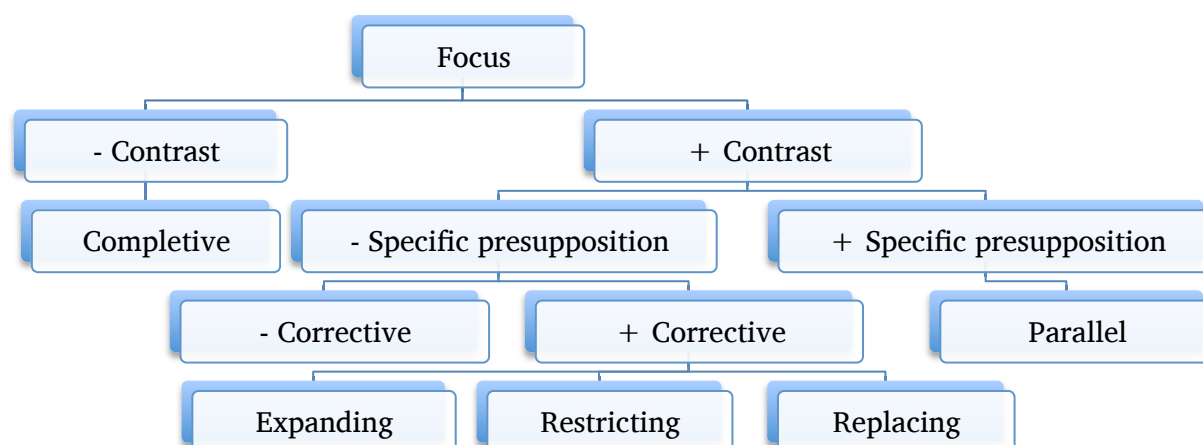 Focus
- Contrast
+ Contrast
Completive
- Specific presupposition
+ Specific presupposition
- Corrective
+ Corrective
Parallel
Expanding
Restricting
Replacing